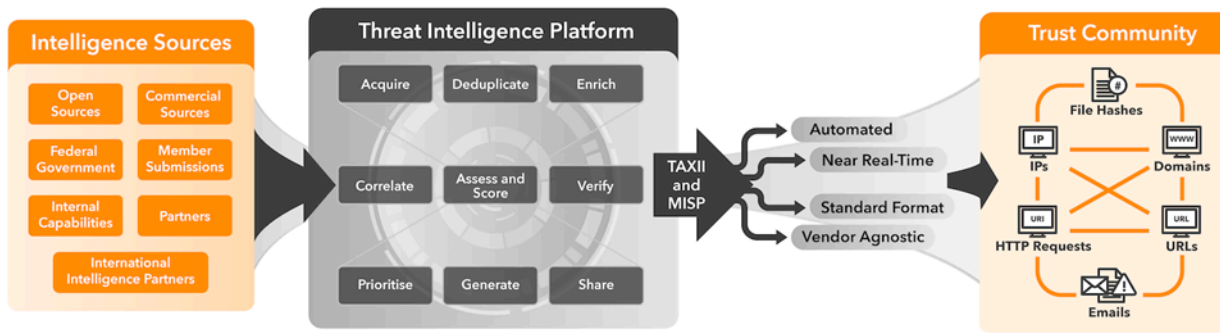 Intelligence Sources
Open
Sources
Commercial
Sources
Federal
Government
Member
Submissions
Internal
Capabilities
Partners
International
Intelligence Partners
Threat Intelligence Platform
Acquire
Deduplicate
Enrich
Correlate
Assess and
Score
Verify
Prioritise
Generate
Share
TAXII
and
MISP
Automated
Near Real-Time
Standard Format
Vendor Agnostic
Trust Community
#
File Hashes
IP
IPs
WWW
Domains
URI
HTTP Requests
URL
URLs
!
Emails